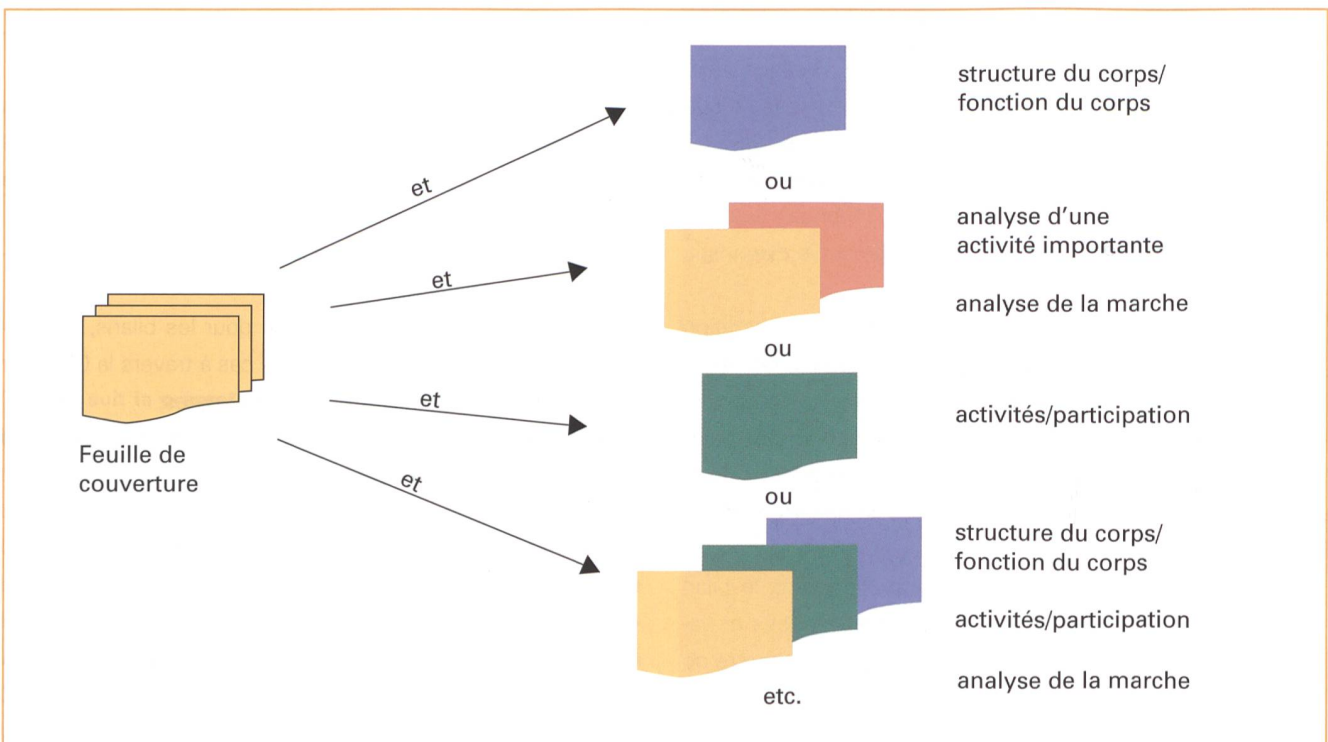 structure du corps/
fonction du corps
et
ou
analyse d'une
activité importante
et
analyse de la marche
ou
et
activités/participation
Feuille de
couverture
et
ou
structure du corps/
fonction du corps
activités/participation
analyse de la marche
etc.